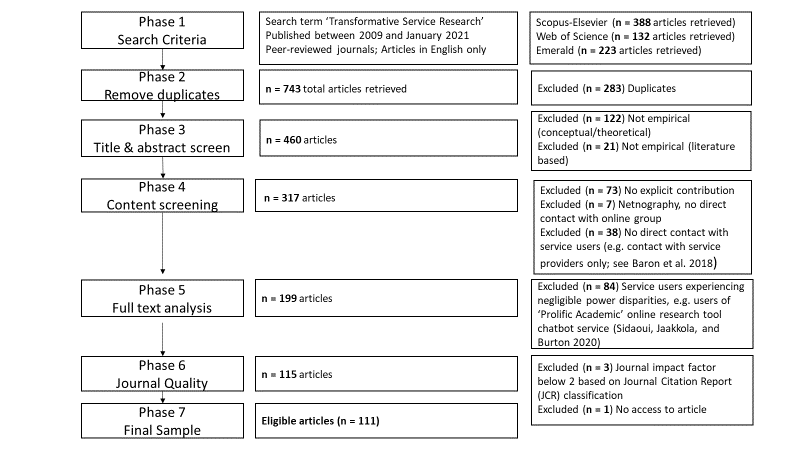 Phase 1
Search Criteria
Search term ‘Transformative Service Research’
Published between 2009 and January 2021
Peer-reviewed journals; Articles in English only
Scopus-Elsevier (n = 388 articles retrieved)
Web of Science (n = 132 articles retrieved)
Emerald (n = 223 articles retrieved)
Phase 2
Remove duplicates
n = 743 total articles retrieved
Excluded (n = 283) Duplicates
Phase 3
Title & abstract screen
n = 460 articles
Excluded (n = 122) Not empirical
(conceptual/theoretical)
Excluded (n = 21) Not empirical (literature
based)
Phase 4
Content screening
n = 317 articles
Excluded (n = 73) No explicit contribution
Excluded (n = 7) Netnography, no direct
contact with online group
Excluded (n = 38) No direct contact with
service users (e.g. contact with service
providers only; see Baron et al. 2018)
Phase 5
Full text analysis
n = 199 articles
Excluded (n = 84) Service users experiencing
negligible power disparities, e.g. users of
‘Prolific Academic’ online research tool
chatbot service (Sidaoui, Jaakkola, and
Burton 2020)
Phase 6
Journal Quality
n = 115 articles
Excluded (n = 3) Journal impact factor
below 2 based on Journal Citation Report
(JCR) classification
Excluded (n = 1) No access to article
Phase 7
Final Sample
Eligible articles (n = 111)